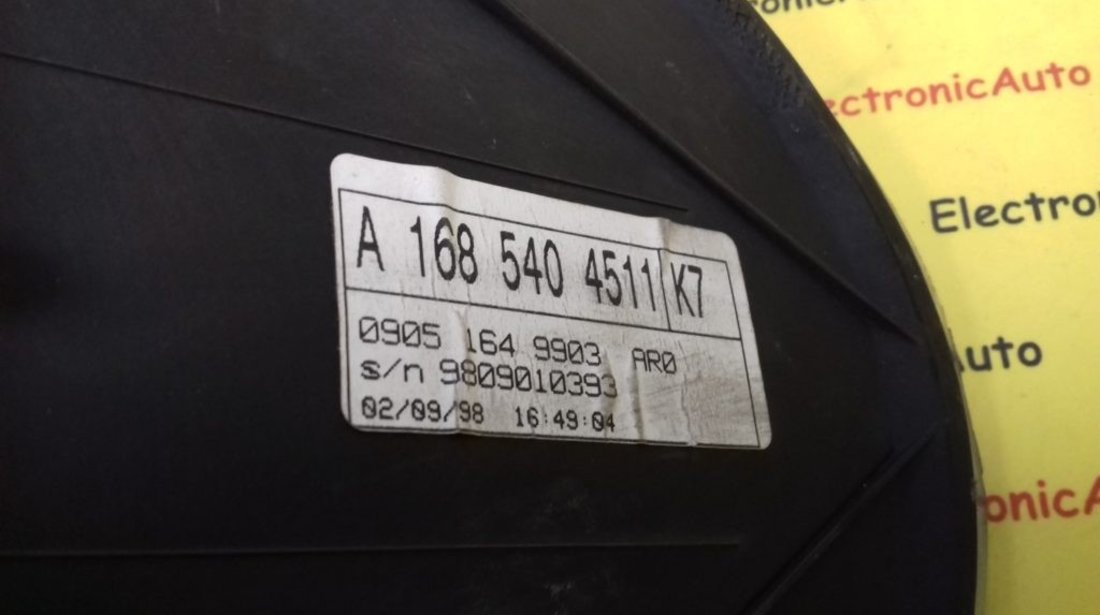 ectronicAuto
Electro
A 168 540 4511 K7
0905 164 9903 AR0
s/n 9809010393
02/09/98 16:49:04
Auto
onicA